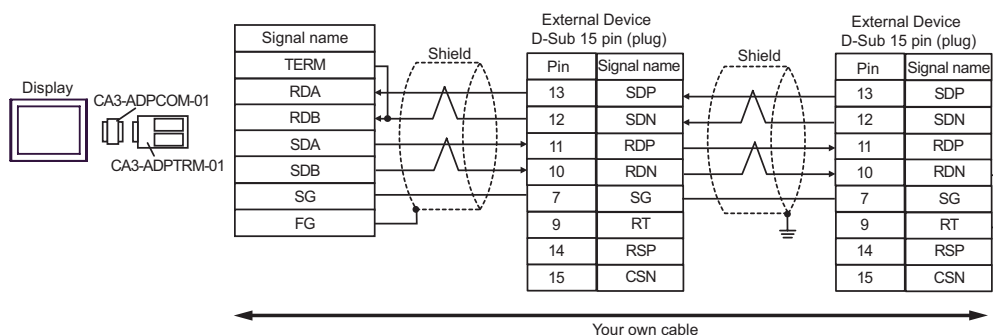 Display
CA3-ADPCOM-01
CA3-ADPTRM-01
Signal name
TERM
RDA
RDB
SDA
SDB
SG
FG
Shield
External Device
D-Sub 15 pin (plug)
Pin Signal name
13 SDP
12 SDN
11 RDP
10 RDN
7 SG
9 RT
14 RSP
15 CSN
Shield
External Device
D-Sub 15 pin (plug)
Pin Signal name
13 SDP
12 SDN
11 RDP
10 RDN
7 SG
9 RT
14 RSP
15 CSN
Your own cable